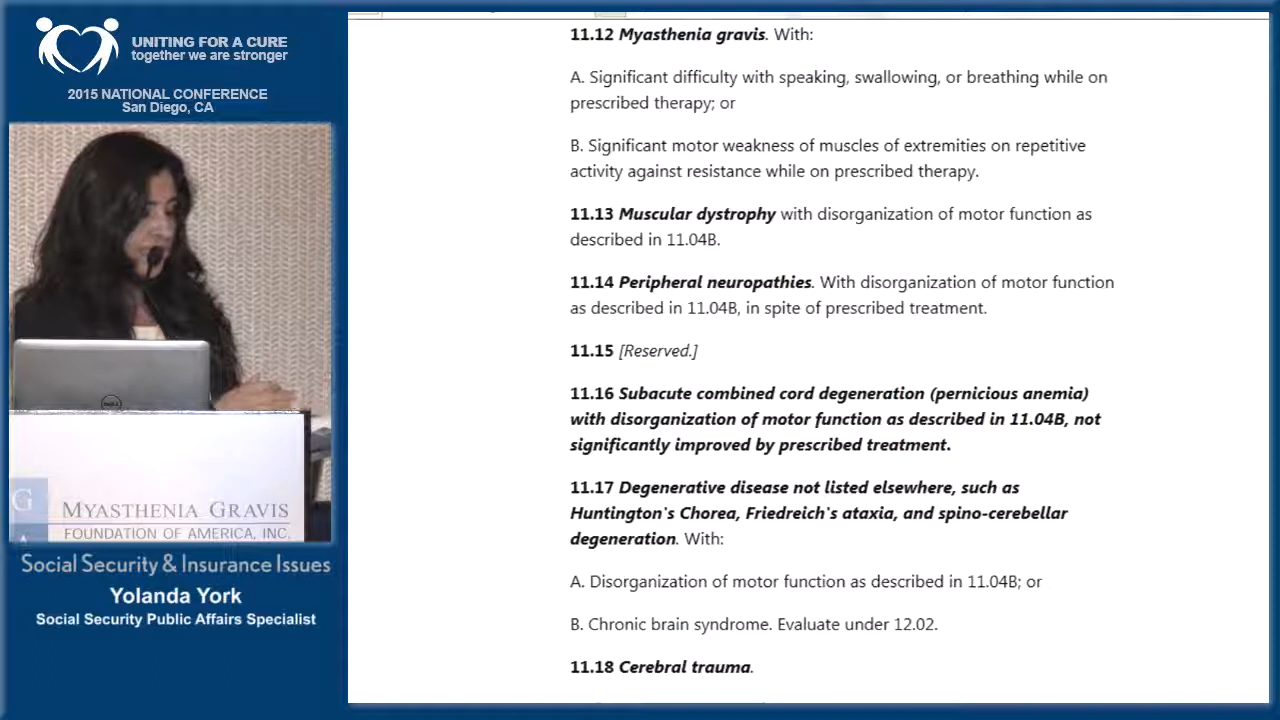 UNITING FOR A CURE
together we are stronger
2015 NATIONAL CONFERENCE
San Diego, CA
G
MYASTHENIA GRAVIS
FOUNDATION OF AMERICA, INC.
Social Security & Insurance Issues
Yolanda York
Social Security Public Affairs Specialist
11.12 Myasthenia gravis. With:
A. Significant difficulty with speaking, swallowing, or breathing while on
prescribed therapy; or
B. Significant motor weakness of muscles of extremities on repetitive
activity against resistance while on prescribed therapy.
11.13 Muscular dystrophy with disorganization of motor function as
described in 11.04B.
11.14 Peripheral neuropathies. With disorganization of motor function
as described in 11.04B, in spite of prescribed treatment.
11.15 [Reserved.]
11.16 Subacute combined cord degeneration (pernicious anemia)
with disorganization of motor function as described in 11.04B, not
significantly improved by prescribed treatment.
11.17 Degenerative disease not listed elsewhere, such as
Huntington's Chorea, Friedreich's ataxia, and spino-cerebellar
degeneration. With:
A. Disorganization of motor function as described in 11.04B; or
B. Chronic brain syndrome. Evaluate under 12.02.
11.18 Cerebral trauma.